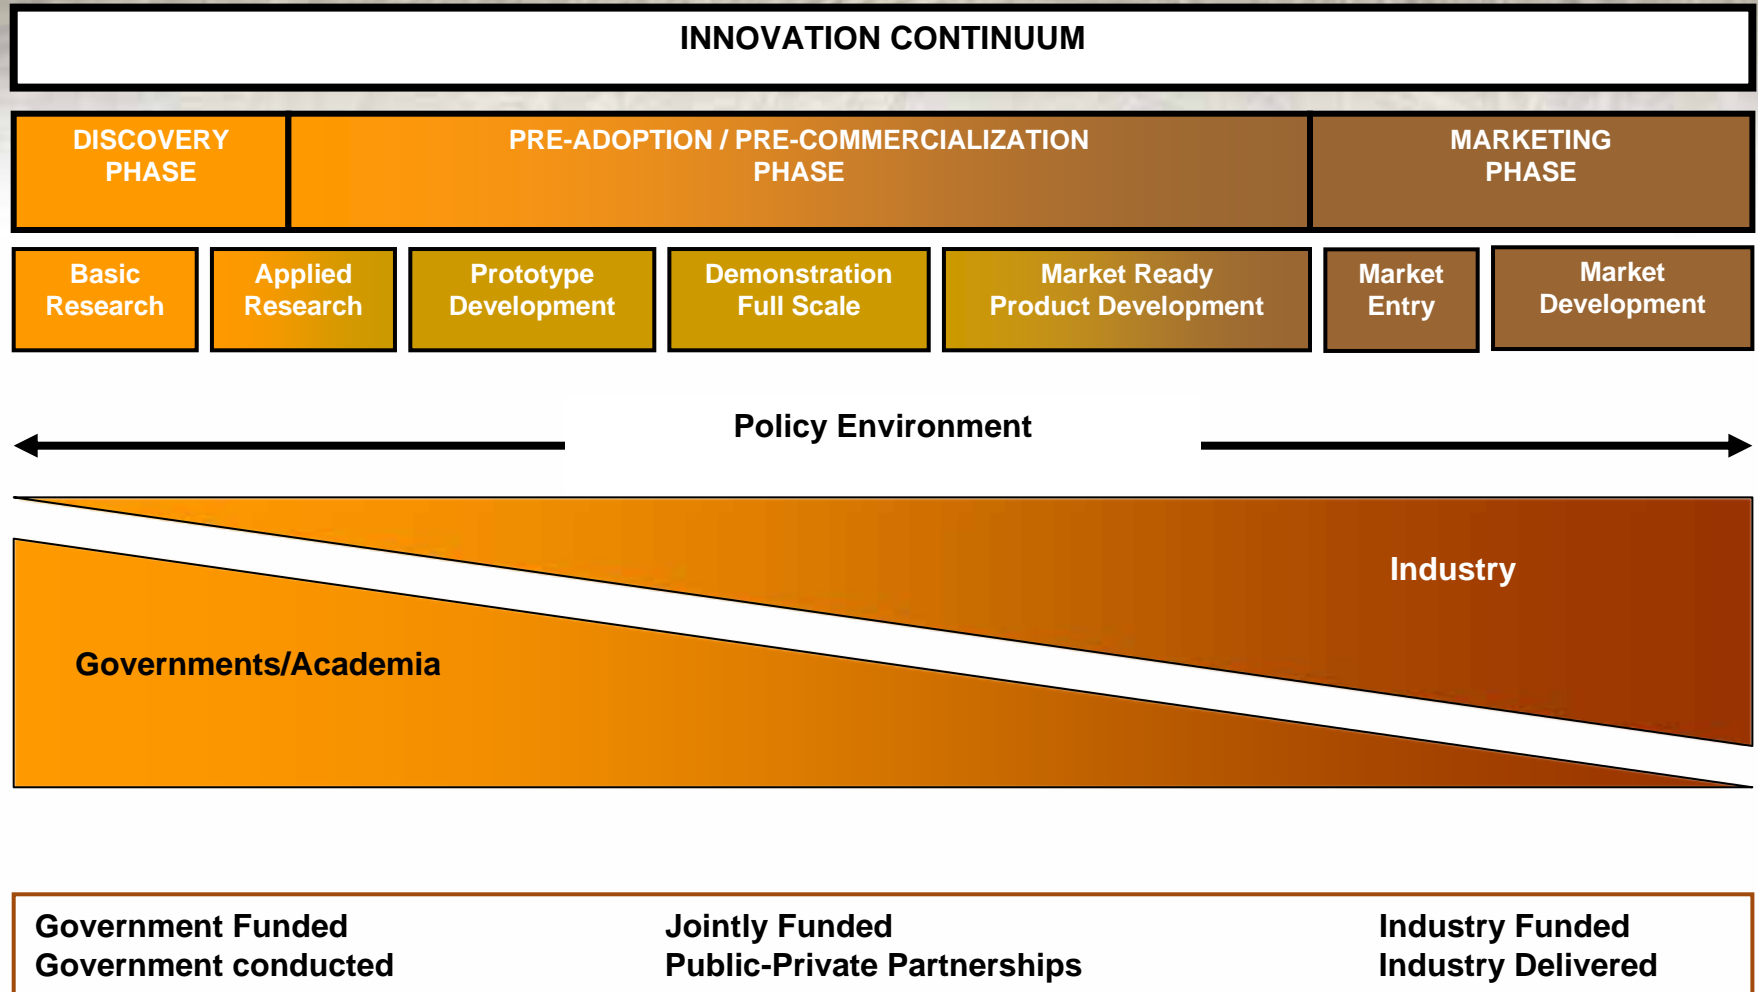 INNOVATION CONTINUUM
DISCOVERY
PHASE
PRE-ADOPTION / PRE-COMMERCIALIZATION
PHASE
MARKETING
PHASE
Basic
Research
Applied
Research
Prototype
Development
Demonstration
Full Scale
Market Ready
Product Development
Market
Entry
Market
Development
Policy Environment
Industry
Governments/Academia
Government Funded
Government conducted
Jointly Funded
Public-Private Partnerships
Industry Funded
Industry Delivered